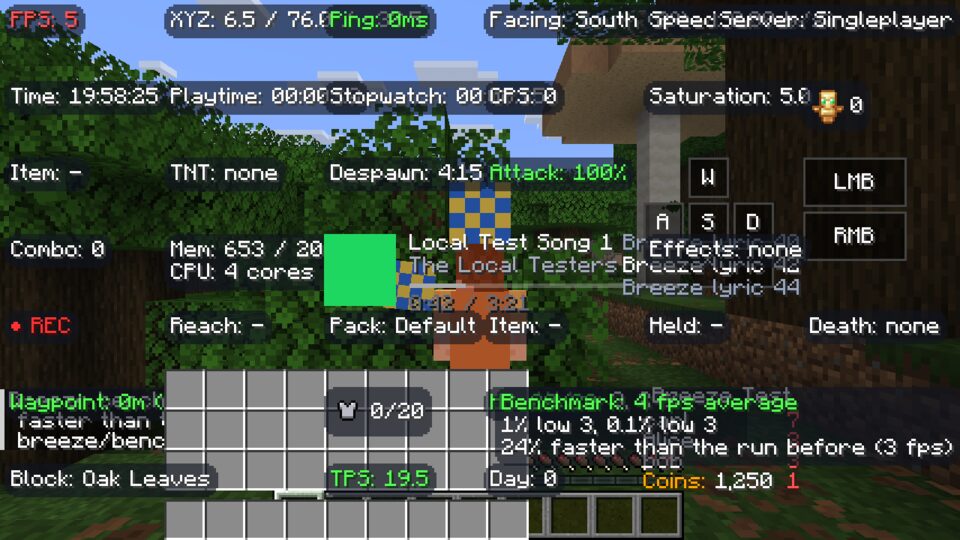 FPS: 5
XYZ: 6.5 / 76.
Ping: 0ms
Facing: South
Speed
Server: Singleplayer
Time: 19:58:25
Playtime: 00:00
Stopwatch: 00
CPS: 0
Saturation: 5.0
0
Item: -
TNT: none
Despawn: 4:15
Attack: 100%
W
LMB
A
S
D
RMB
Combo: 0
Mem: 653 / 20
CPU: 4 cores
Local Test Song 1
The Local Testers
0:42 / 3:21
Breeze lyric
Effects: none
Breeze lyric 42
Breeze lyric 44
REC
Reach: -
Pack: Default
Item: -
Held: -
Death: none
Waypoint: 0m
faster than
breeze/benc
0/20
Breeze Test
Benchmark: 4 fps average
1% low 3, 0.1% low 3
24% faster than the run before (3 fps)
Block: Oak Leaves
TPS: 19.5
Day: 0
Coins: 1,250
1